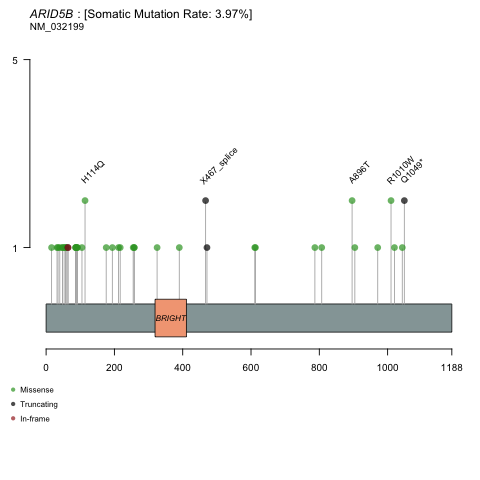 ARID5B : [Somatic Mutation Rate: 3.97%]
NM_032199
5
H114Q
X467_splice
A896T
R1010W
Q1049*
1
BRIGHT
0 200 400 600 800 1000 1188
Missense
Truncating
In-frame